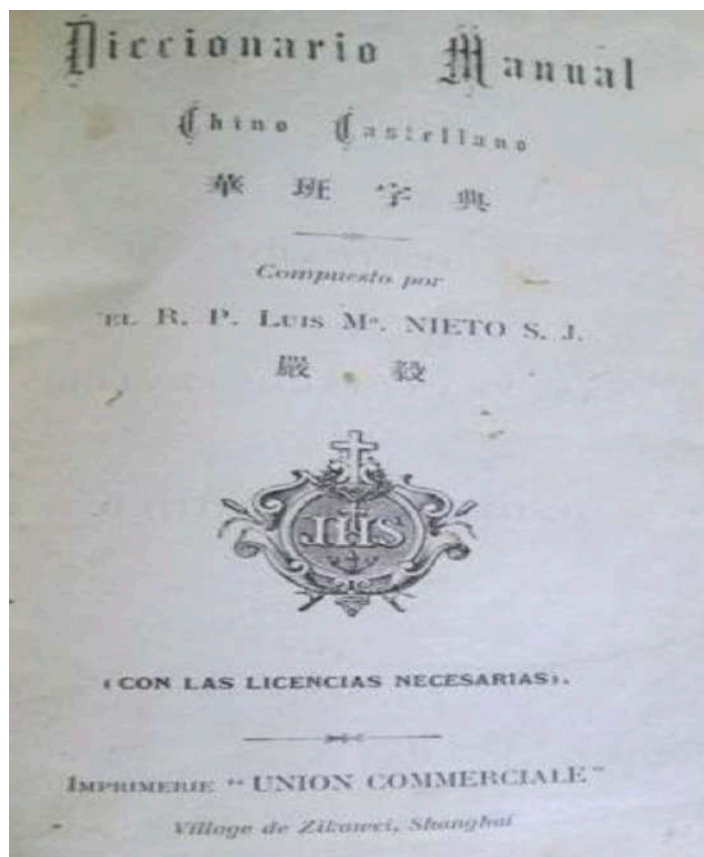 Diccionario Manual
Chino Castellano
華班字典
Compuesto por
EL R. P. LUIS Mª. NIETO S. J.
嚴毅
JHS
(CON LAS LICENCIAS NECESARIAS).
IMPRIMERIE "UNION COMMERCIALE"
Village de Zikawei, Shanghai